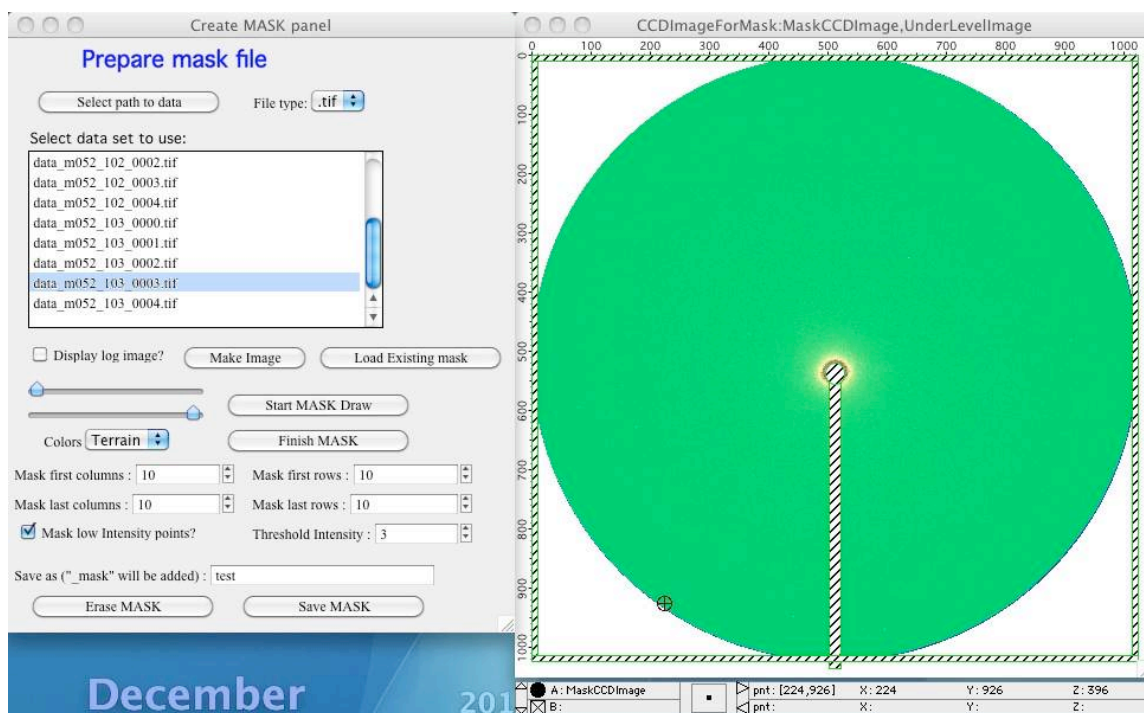 Create MASK panel
Prepare mask file
Select path to data
File type: .tif
Select data set to use:
data_m052_102_0002.tif
data_m052_102_0003.tif
data_m052_102_0004.tif
data_m052_103_0000.tif
data_m052_103_0001.tif
data_m052_103_0002.tif
data_m052_103_0003.tif
data_m052_103_0004.tif
Display log image?
Make Image
Load Existing mask
Start MASK Draw
Colors Terrain
Finish MASK
Mask first columns : 10
Mask first rows : 10
Mask last columns : 10
Mask last rows : 10
Mask low Intensity points?
Threshold Intensity : 3
Save as ("_mask" will be added) : test
Erase MASK
Save MASK
December
201
CCDImageForMask:MaskCCDImage,UnderLevelImage
0 100 200 300 400 500 600 700 800 900 1000
0
100
200
300
400
500
600
700
800
900
1000
A: MaskCCDImage
pnt: [224,926] X: 224 Y: 926 Z: 396
B:
pnt: X: Y: Z: